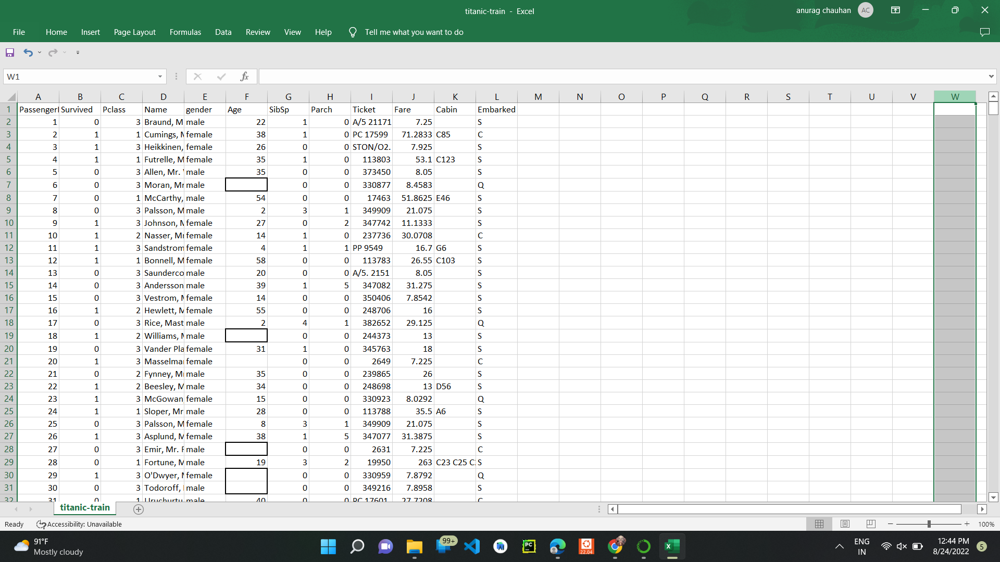 titanic-train - Excel
anurag chauhan AC
File Home Insert Page Layout Formulas Data Review View Help Tell me what you want to do
W1 fx
A B C D E F G H I J K L M N O P Q R S T U V W
1 PassengerI Survived Pclass Name gender Age SibSp Parch Ticket Fare Cabin Embarked
2 1 0 3 Braund, M male 22 1 0 A/5 21171 7.25 S
3 2 1 1 Cumings, M female 38 1 0 PC 17599 71.2833 C85 C
4 3 1 3 Heikkinen, female 26 0 0 STON/O2. 7.925 S
5 4 1 1 Futrelle, M female 35 1 0 113803 53.1 C123 S
6 5 0 3 Allen, Mr. male 35 0 0 373450 8.05 S
7 6 0 3 Moran, Mr male 0 0 330877 8.4583 Q
8 7 0 1 McCarthy, male 54 0 0 17463 51.8625 E46 S
9 8 0 3 Palsson, M male 2 3 1 349909 21.075 S
10 9 1 3 Johnson, M female 27 0 2 347742 11.1333 S
11 10 1 2 Nasser, Mr female 14 1 0 237736 30.0708 C
12 11 1 3 Sandstrom female 4 1 1 PP 9549 16.7 G6 S
13 12 1 1 Bonnell, M female 58 0 0 113783 26.55 C103 S
14 13 0 3 Saunderco male 20 0 0 A/5. 2151 8.05 S
15 14 0 3 Andersson male 39 1 5 347082 31.275 S
16 15 0 3 Vestrom, M female 14 0 0 350406 7.8542 S
17 16 1 2 Hewlett, M female 55 0 0 248706 16 S
18 17 0 3 Rice, Mast male 2 4 1 382652 29.125 Q
19 18 1 2 Williams, M male 0 0 244373 13 S
20 19 0 3 Vander Pla female 31 1 0 345763 18 S
21 20 1 3 Masselma female 0 0 2649 7.225 C
22 21 0 2 Fynney, Mr male 35 0 0 239865 26 S
23 22 1 2 Beesley, M male 34 0 0 248698 13 D56 S
24 23 1 3 McGowan, female 15 0 0 330923 8.0292 Q
25 24 1 1 Sloper, Mr male 28 0 0 113788 35.5 A6 S
26 25 0 3 Palsson, M female 8 3 1 349909 21.075 S
27 26 1 3 Asplund, M female 38 1 5 347077 31.3875 S
28 27 0 3 Emir, Mr. F male 0 0 2631 7.225 C
29 28 0 1 Fortune, M male 19 3 2 19950 263 C23 C25 C S
30 29 1 3 O'Dwyer, M female 0 0 330959 7.8792 Q
31 30 0 3 Todoroff, male 0 0 349216 7.8958 S
32 31 0 1 Uruchurtu male 40 0 0 PC 17601 27.7208 C
titanic-train
Ready Accessibility: Unavailable 100%
91°F
Mostly cloudy
99+
PC
22.04
ENG
IN
12:44 PM
8/24/2022 5